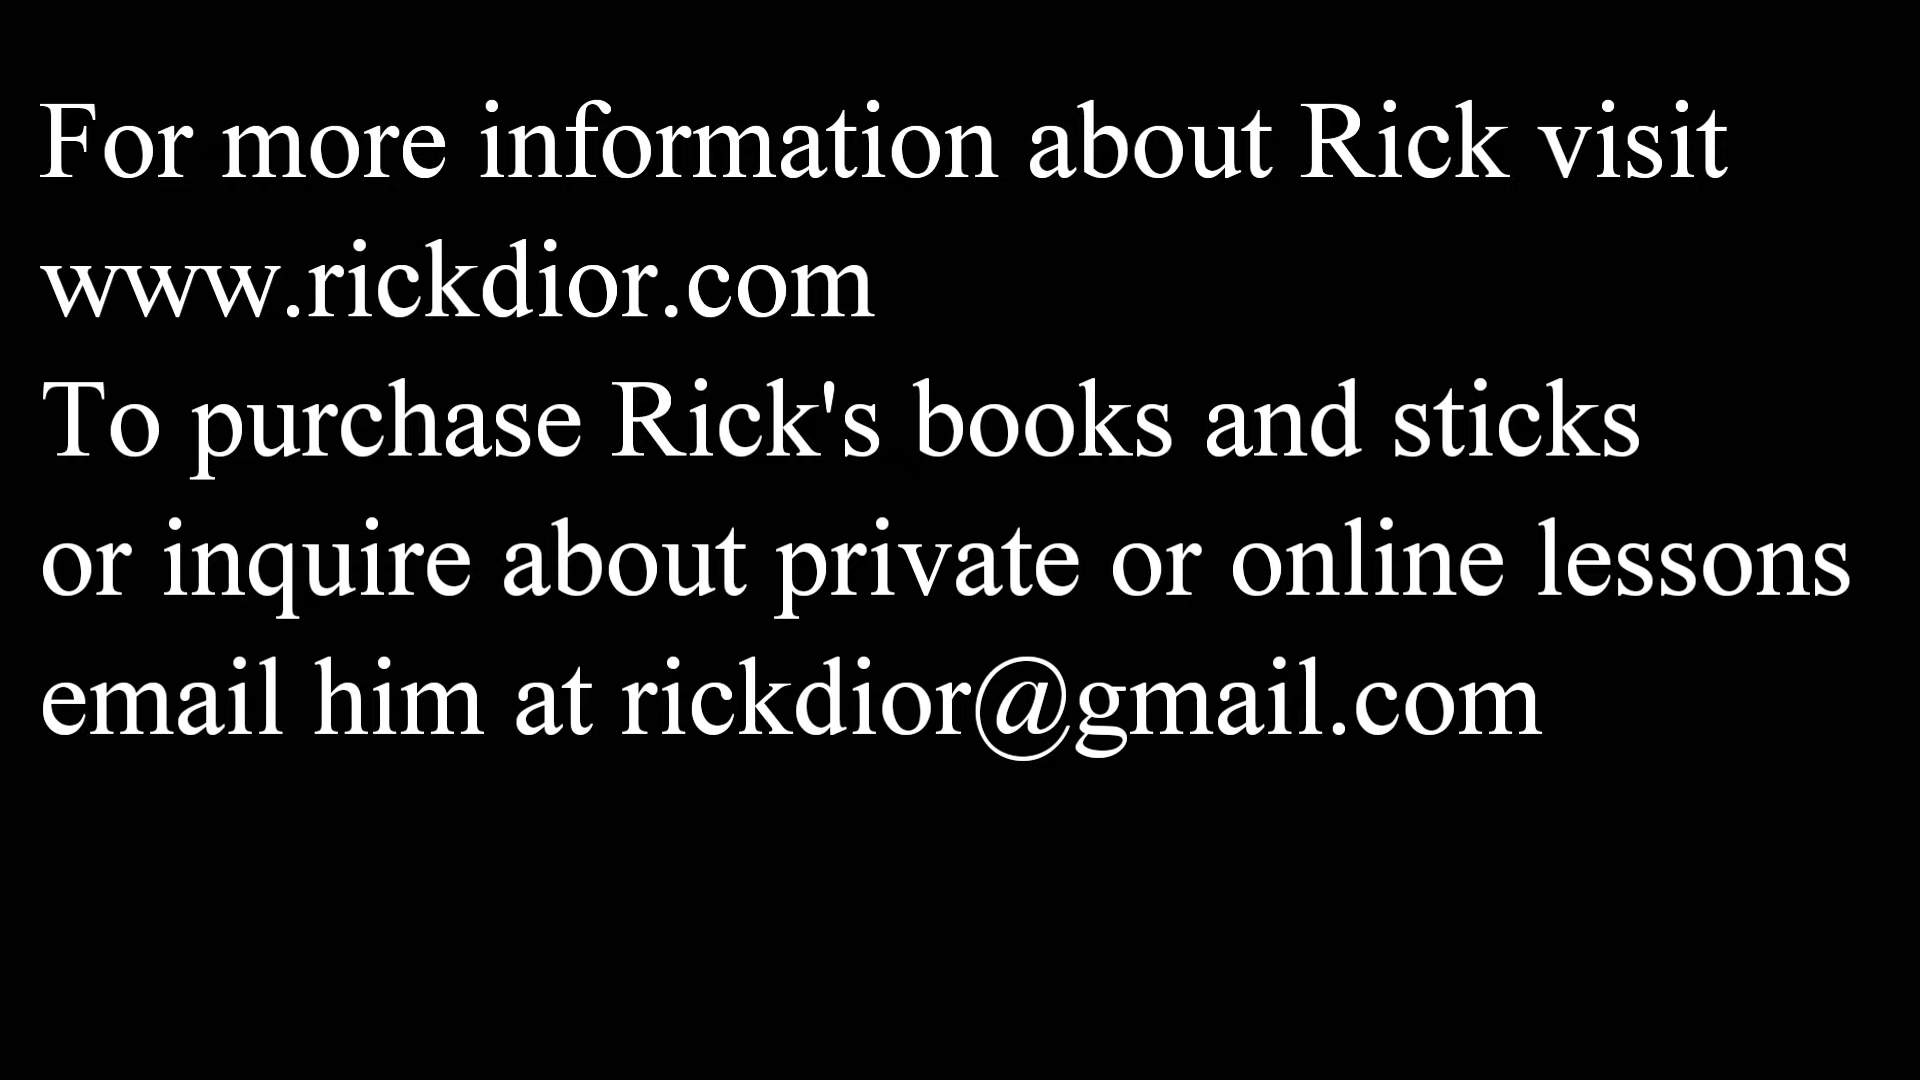 For more information about Rick visit
www.rickdior.com
To purchase Rick's books and sticks
or inquire about private or online lessons
email him at rickdior@gmail.com